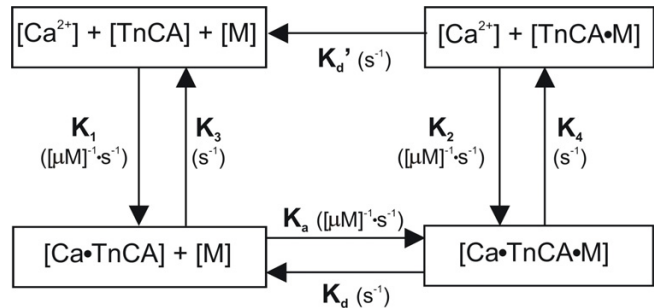 [Ca²⁺] + [TnCA] + [M]
[Ca²⁺] + [TnCA•M]
K_d’ (s⁻¹)
K₁
([µM]⁻¹·s⁻¹)
K₃
(s⁻¹)
K₂
([µM]⁻¹·s⁻¹)
K₄
(s⁻¹)
K_a ([µM]⁻¹·s⁻¹)
[Ca•TnCA] + [M]
[Ca•TnCA•M]
K_d (s⁻¹)